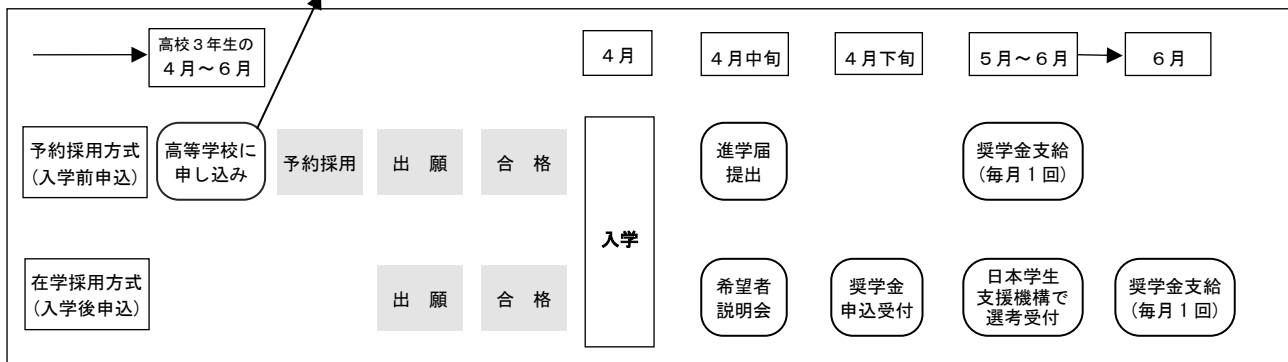 高校３年生の
４月～６月
４月
４月中旬
４月下旬
５月～６月
６月
予約採用方式
(入学前申込)
高等学校に
申し込み
予約採用
出　願
合　格
入学
進学届
提出
奨学金支給
(毎月１回)
在学採用方式
(入学後申込)
出　願
合　格
希望者
説明会
奨学金
申込受付
日本学生
支援機構で
選考受付
奨学金支給
(毎月１回)